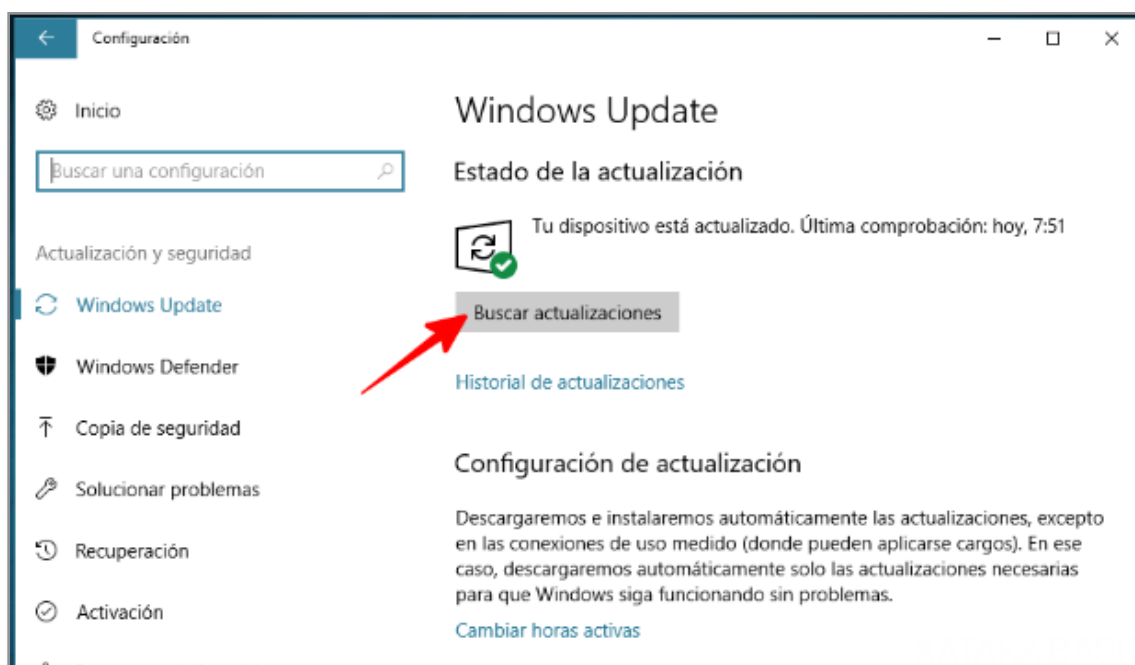 Configuración
Inicio
Buscar una configuración
Actualización y seguridad
Windows Update
Windows Defender
Copia de seguridad
Solucionar problemas
Recuperación
Activación
Windows Update
Estado de la actualización
Tu dispositivo está actualizado. Última comprobación: hoy, 7:51
Buscar actualizaciones
Historial de actualizaciones
Configuración de actualización
Descargaremos e instalaremos automáticamente las actualizaciones, excepto
en las conexiones de uso medido (donde pueden aplicarse cargos). En ese
caso, descargaremos automáticamente solo las actualizaciones necesarias
para que Windows siga funcionando sin problemas.
Cambiar horas activas